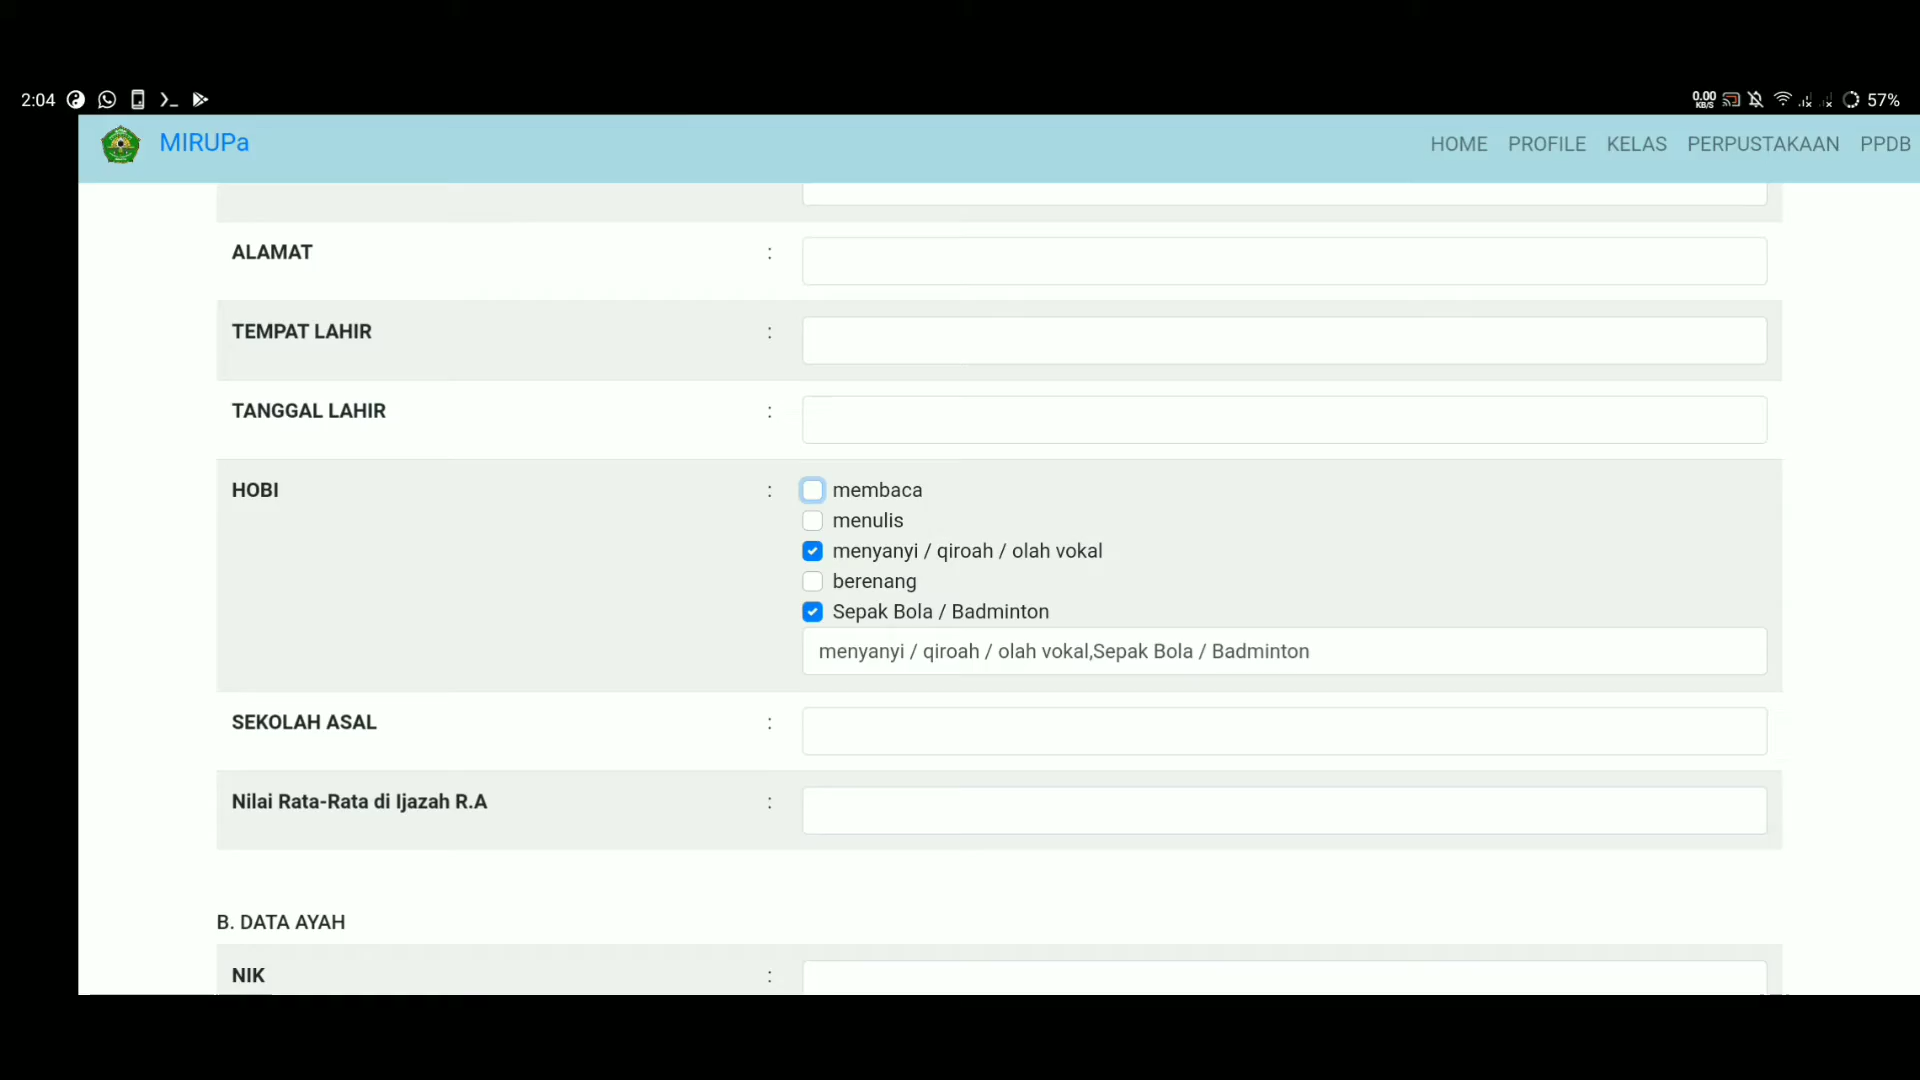 2:04
0.00
KB/S
57%
MIRUPa
HOME PROFILE KELAS PERPUSTAKAAN PPDB
ALAMAT :
TEMPAT LAHIR :
TANGGAL LAHIR :
HOBI : membaca
menulis
menyanyi / qiroah / olah vokal
berenang
Sepak Bola / Badminton
menyanyi / qiroah / olah vokal,Sepak Bola / Badminton
SEKOLAH ASAL :
Nilai Rata-Rata di Ijazah R.A :
B. DATA AYAH
NIK :